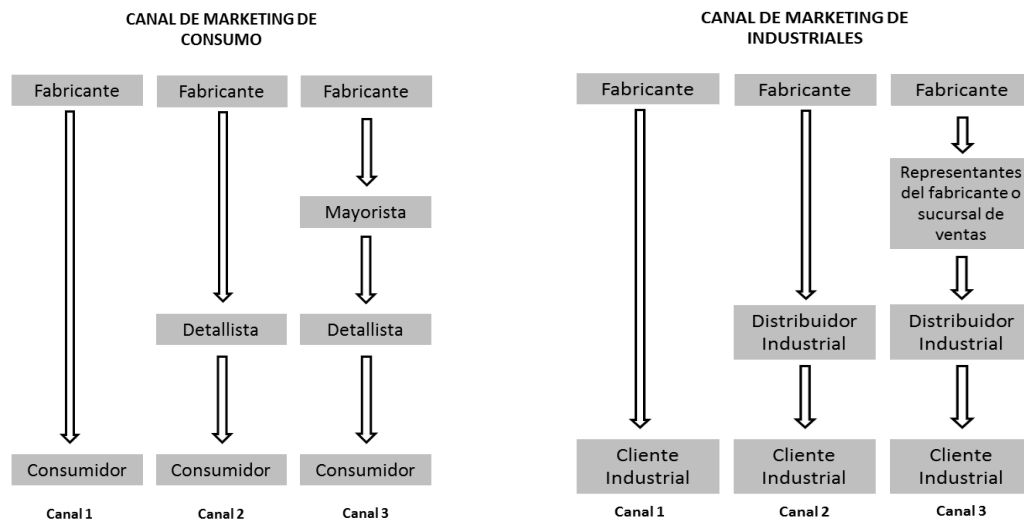 CANAL DE MARKETING DE
CONSUMO
Fabricante
Fabricante
Fabricante
Mayorista
Detallista
Detallista
Consumidor
Consumidor
Consumidor
Canal 1
Canal 2
Canal 3
CANAL DE MARKETING DE
INDUSTRIALES
Fabricante
Fabricante
Fabricante
Representantes
del fabricante o
sucursal de
ventas
Distribuidor
Industrial
Distribuidor
Industrial
Cliente
Industrial
Cliente
Industrial
Cliente
Industrial
Canal 1
Canal 2
Canal 3